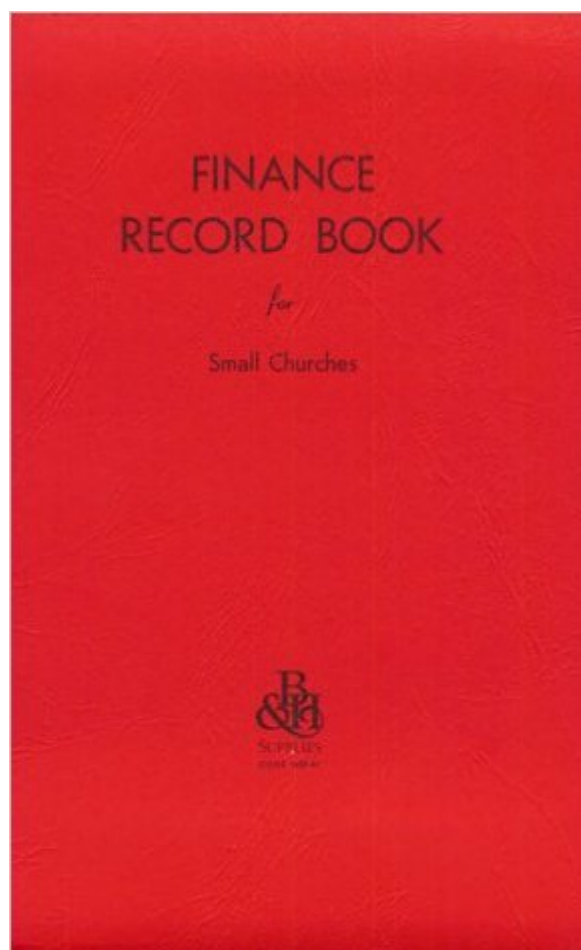 FINANCE
RECORD BOOK
for
Small Churches
B
&H
SUPPLIES